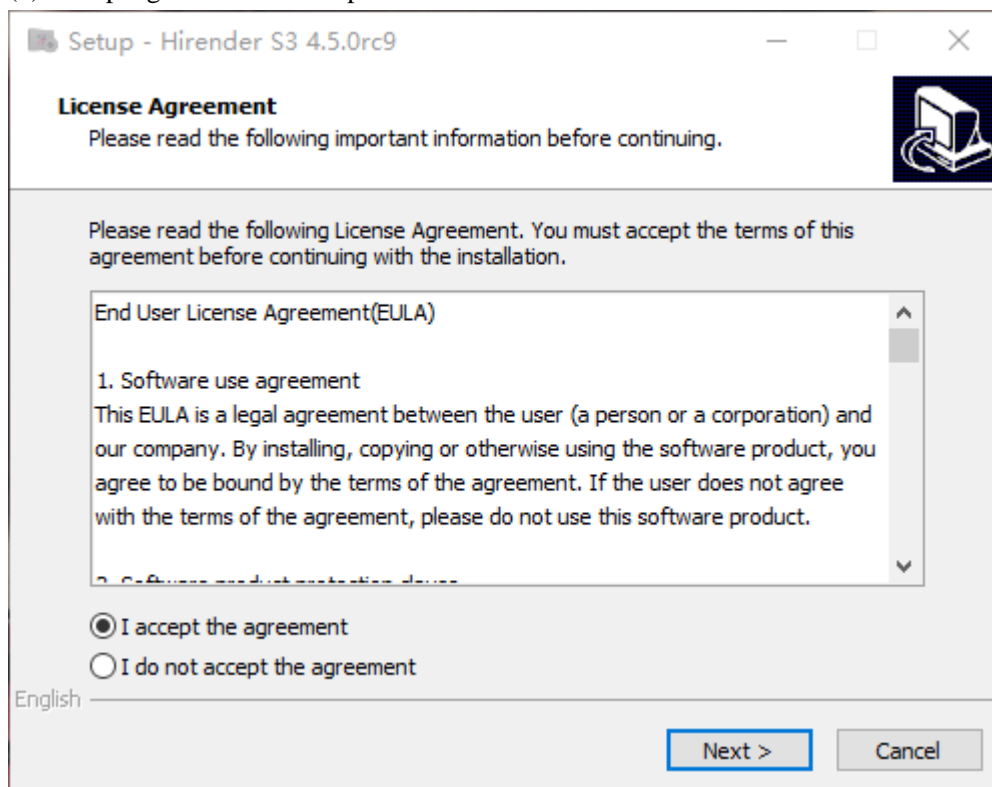 Setup - Hirender S3 4.5.0rc9
License Agreement
Please read the following important information before continuing.
Please read the following License Agreement. You must accept the terms of this
agreement before continuing with the installation.
End User License Agreement(EULA)
1. Software use agreement
This EULA is a legal agreement between the user (a person or a corporation) and
our company. By installing, copying or otherwise using the software product, you
agree to be bound by the terms of the agreement. If the user does not agree
with the terms of the agreement, please do not use this software product.
2. Software product protection clause
I accept the agreement
I do not accept the agreement
English
Next >
Cancel